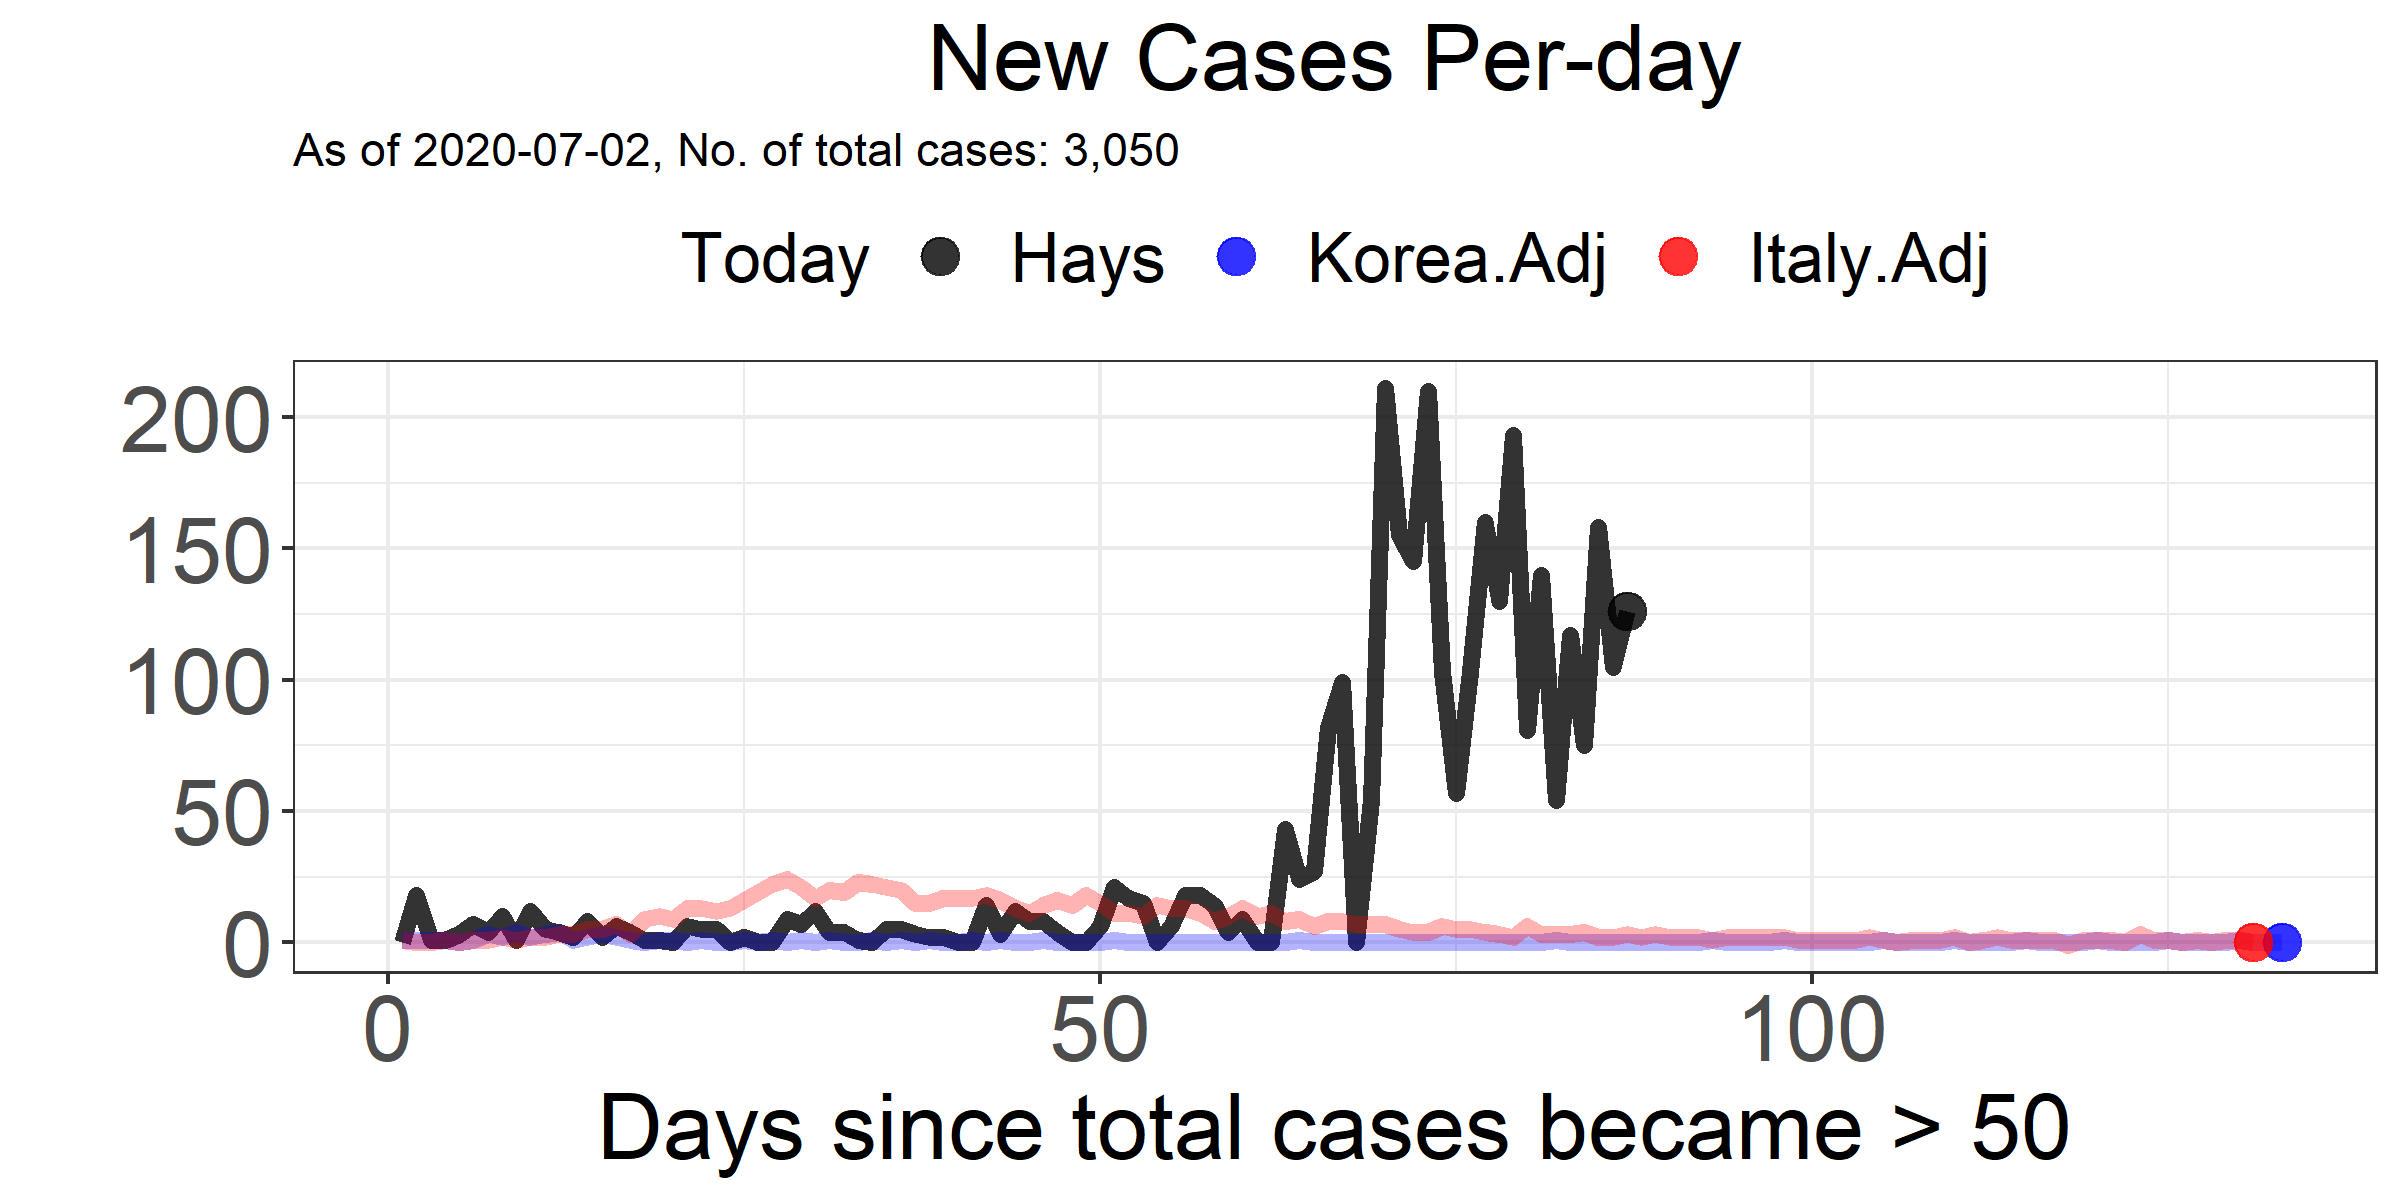 New Cases Per-day
As of 2020-07-02, No. of total cases: 3,050
Today Hays Korea.Adj Italy.Adj
200
150
100
50
0
0 50 100
Days since total cases became > 50